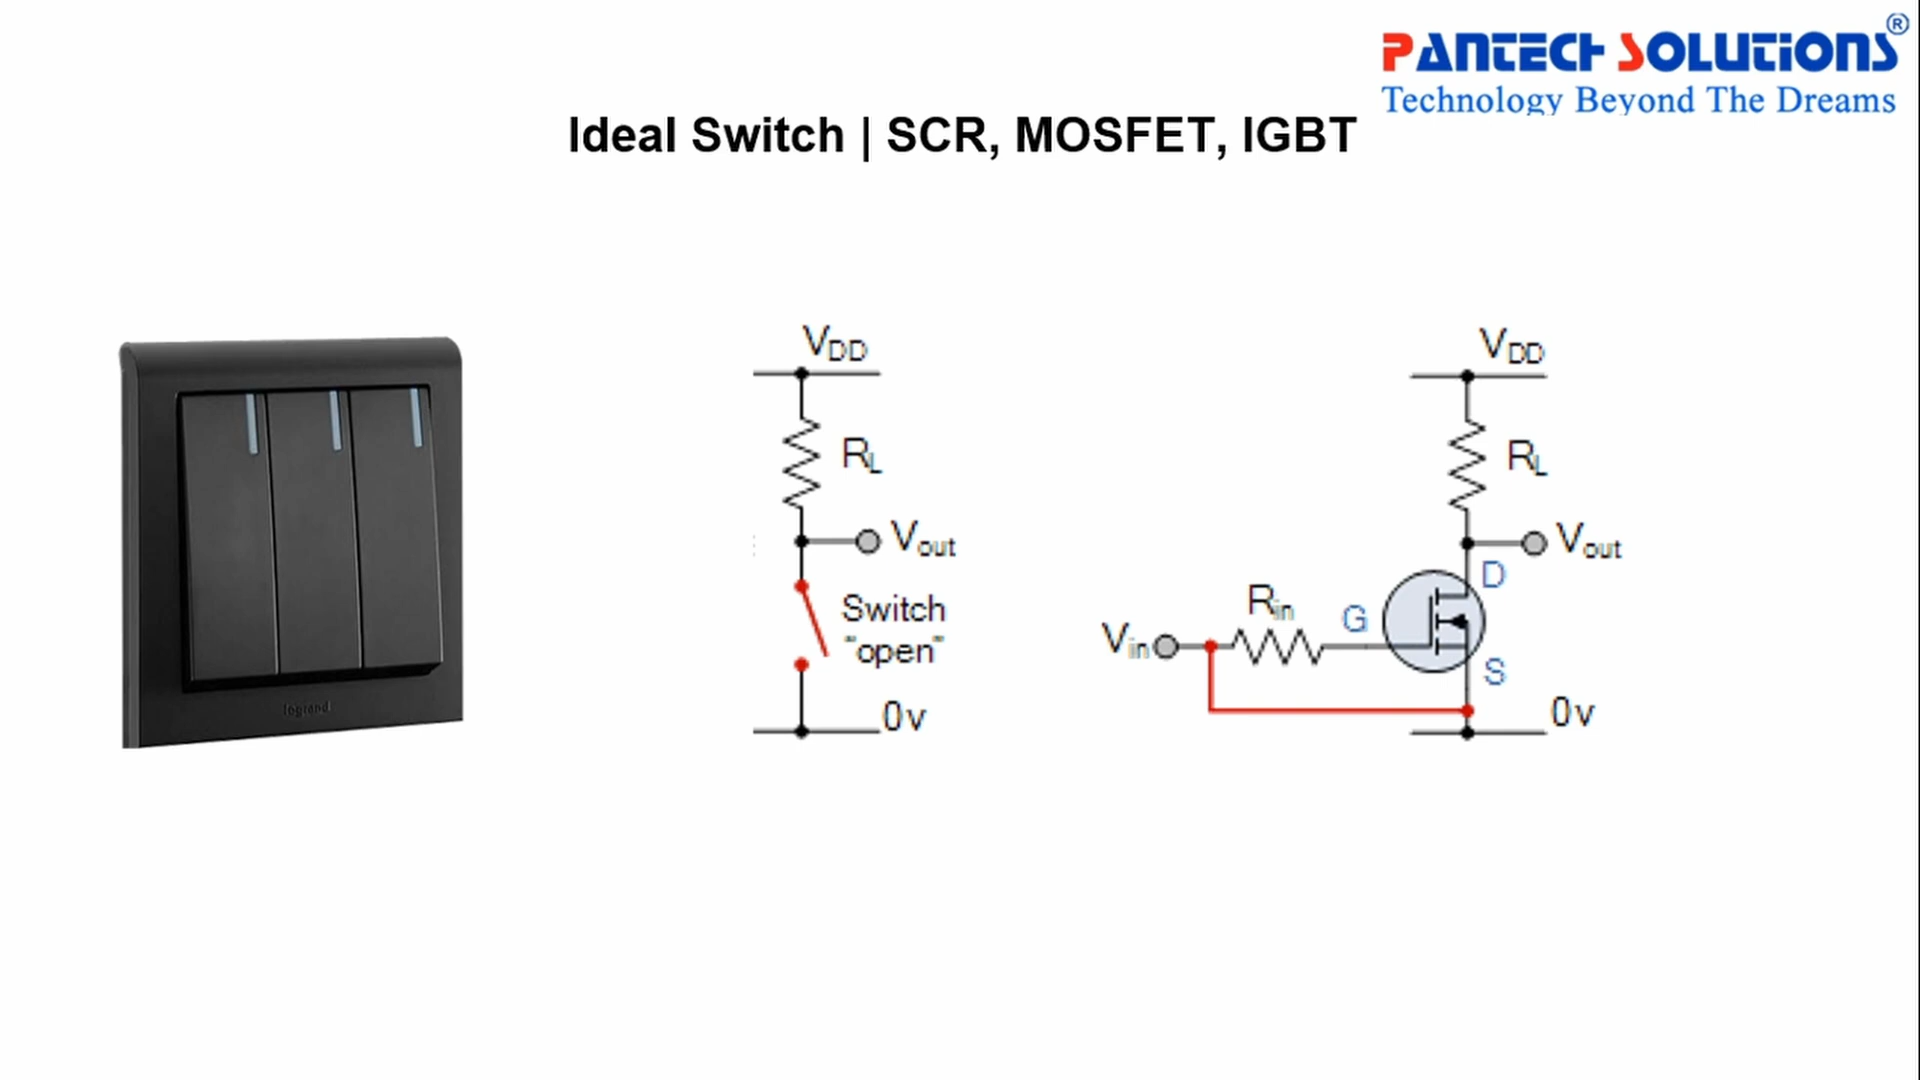 PANTECH SOLUTIONS®
Technology Beyond The Dreams
Ideal Switch | SCR, MOSFET, IGBT
legrand
VDD
RL
Vout
Switch
"open"
0v
VDD
RL
Vout
D
Rin
G
Vin
S
0v